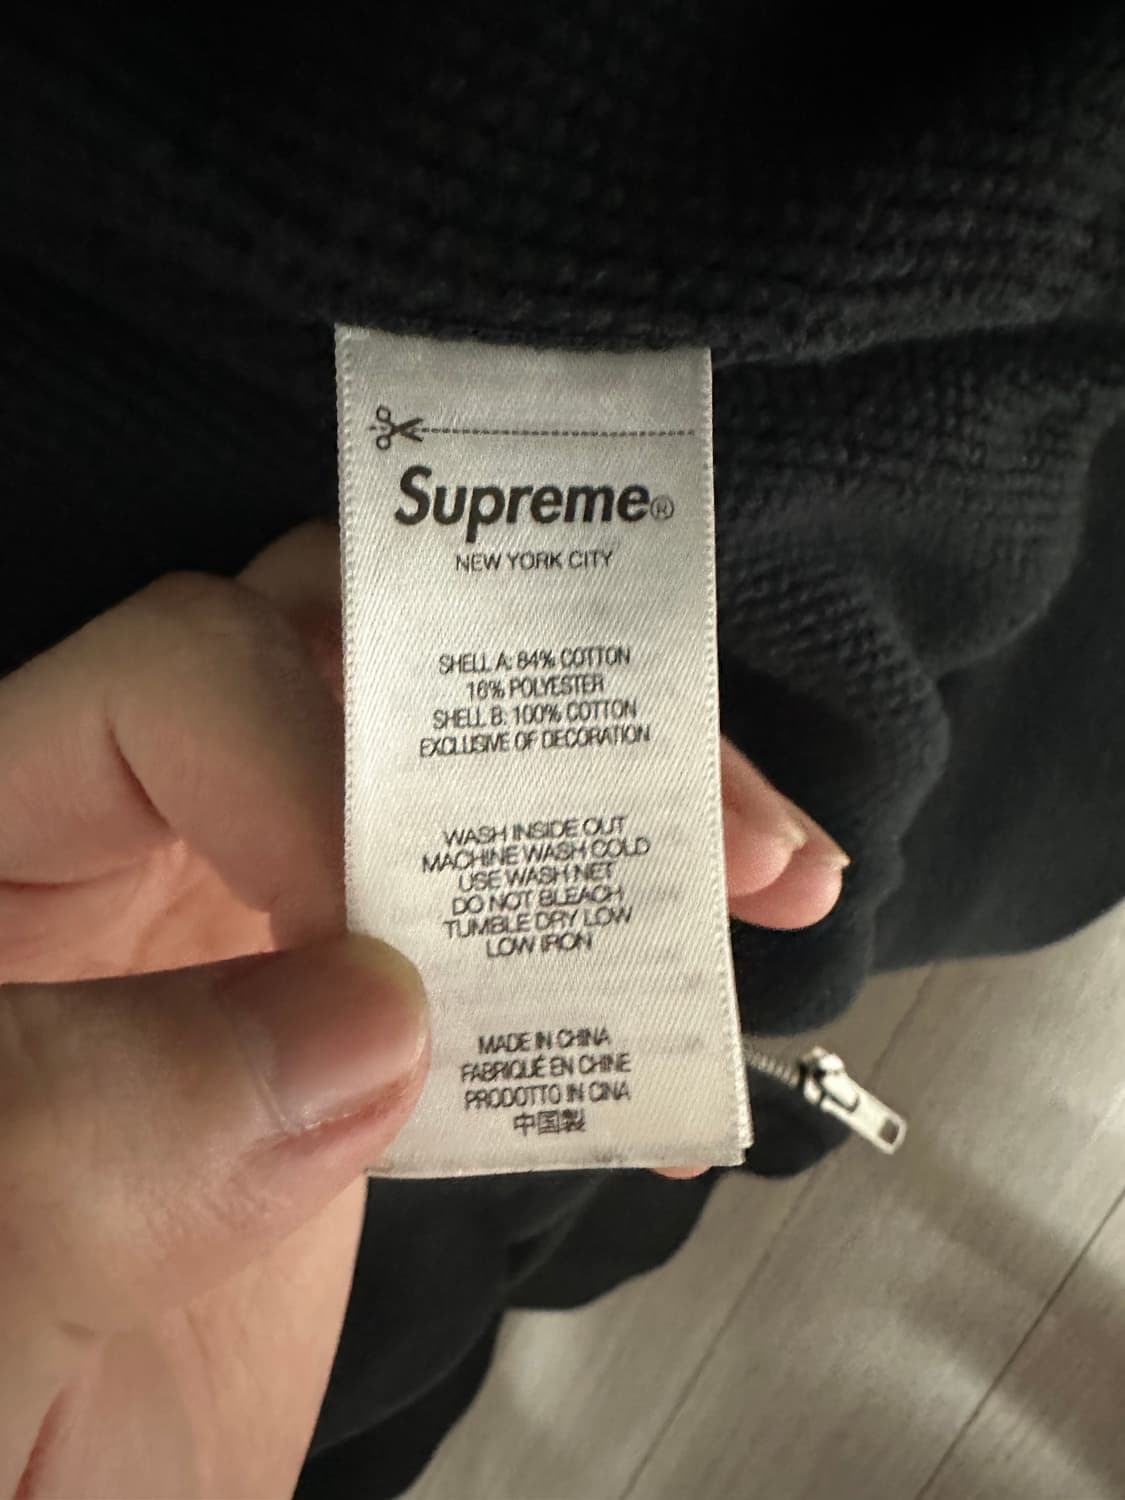 Supreme®
NEW YORK CITY
SHELL A: 84% COTTON
16% POLYESTER
SHELL B: 100% COTTON
EXCLUSIVE OF DECORATION
WASH INSIDE OUT
MACHINE WASH COLD
USE WASH NET
DO NOT BLEACH
TUMBLE DRY LOW
LOW IRON
MADE IN CHINA
FABRIQUÉ EN CHINE
PRODOTTO IN CINA
中国製